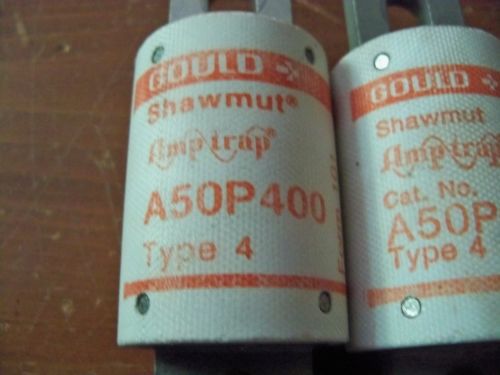 GOULD
Shawmut®
Amp trap®
A50P400
Type 4
GOULD
Shawmut
Amp trap
Cat. No.
A50P
Type 4